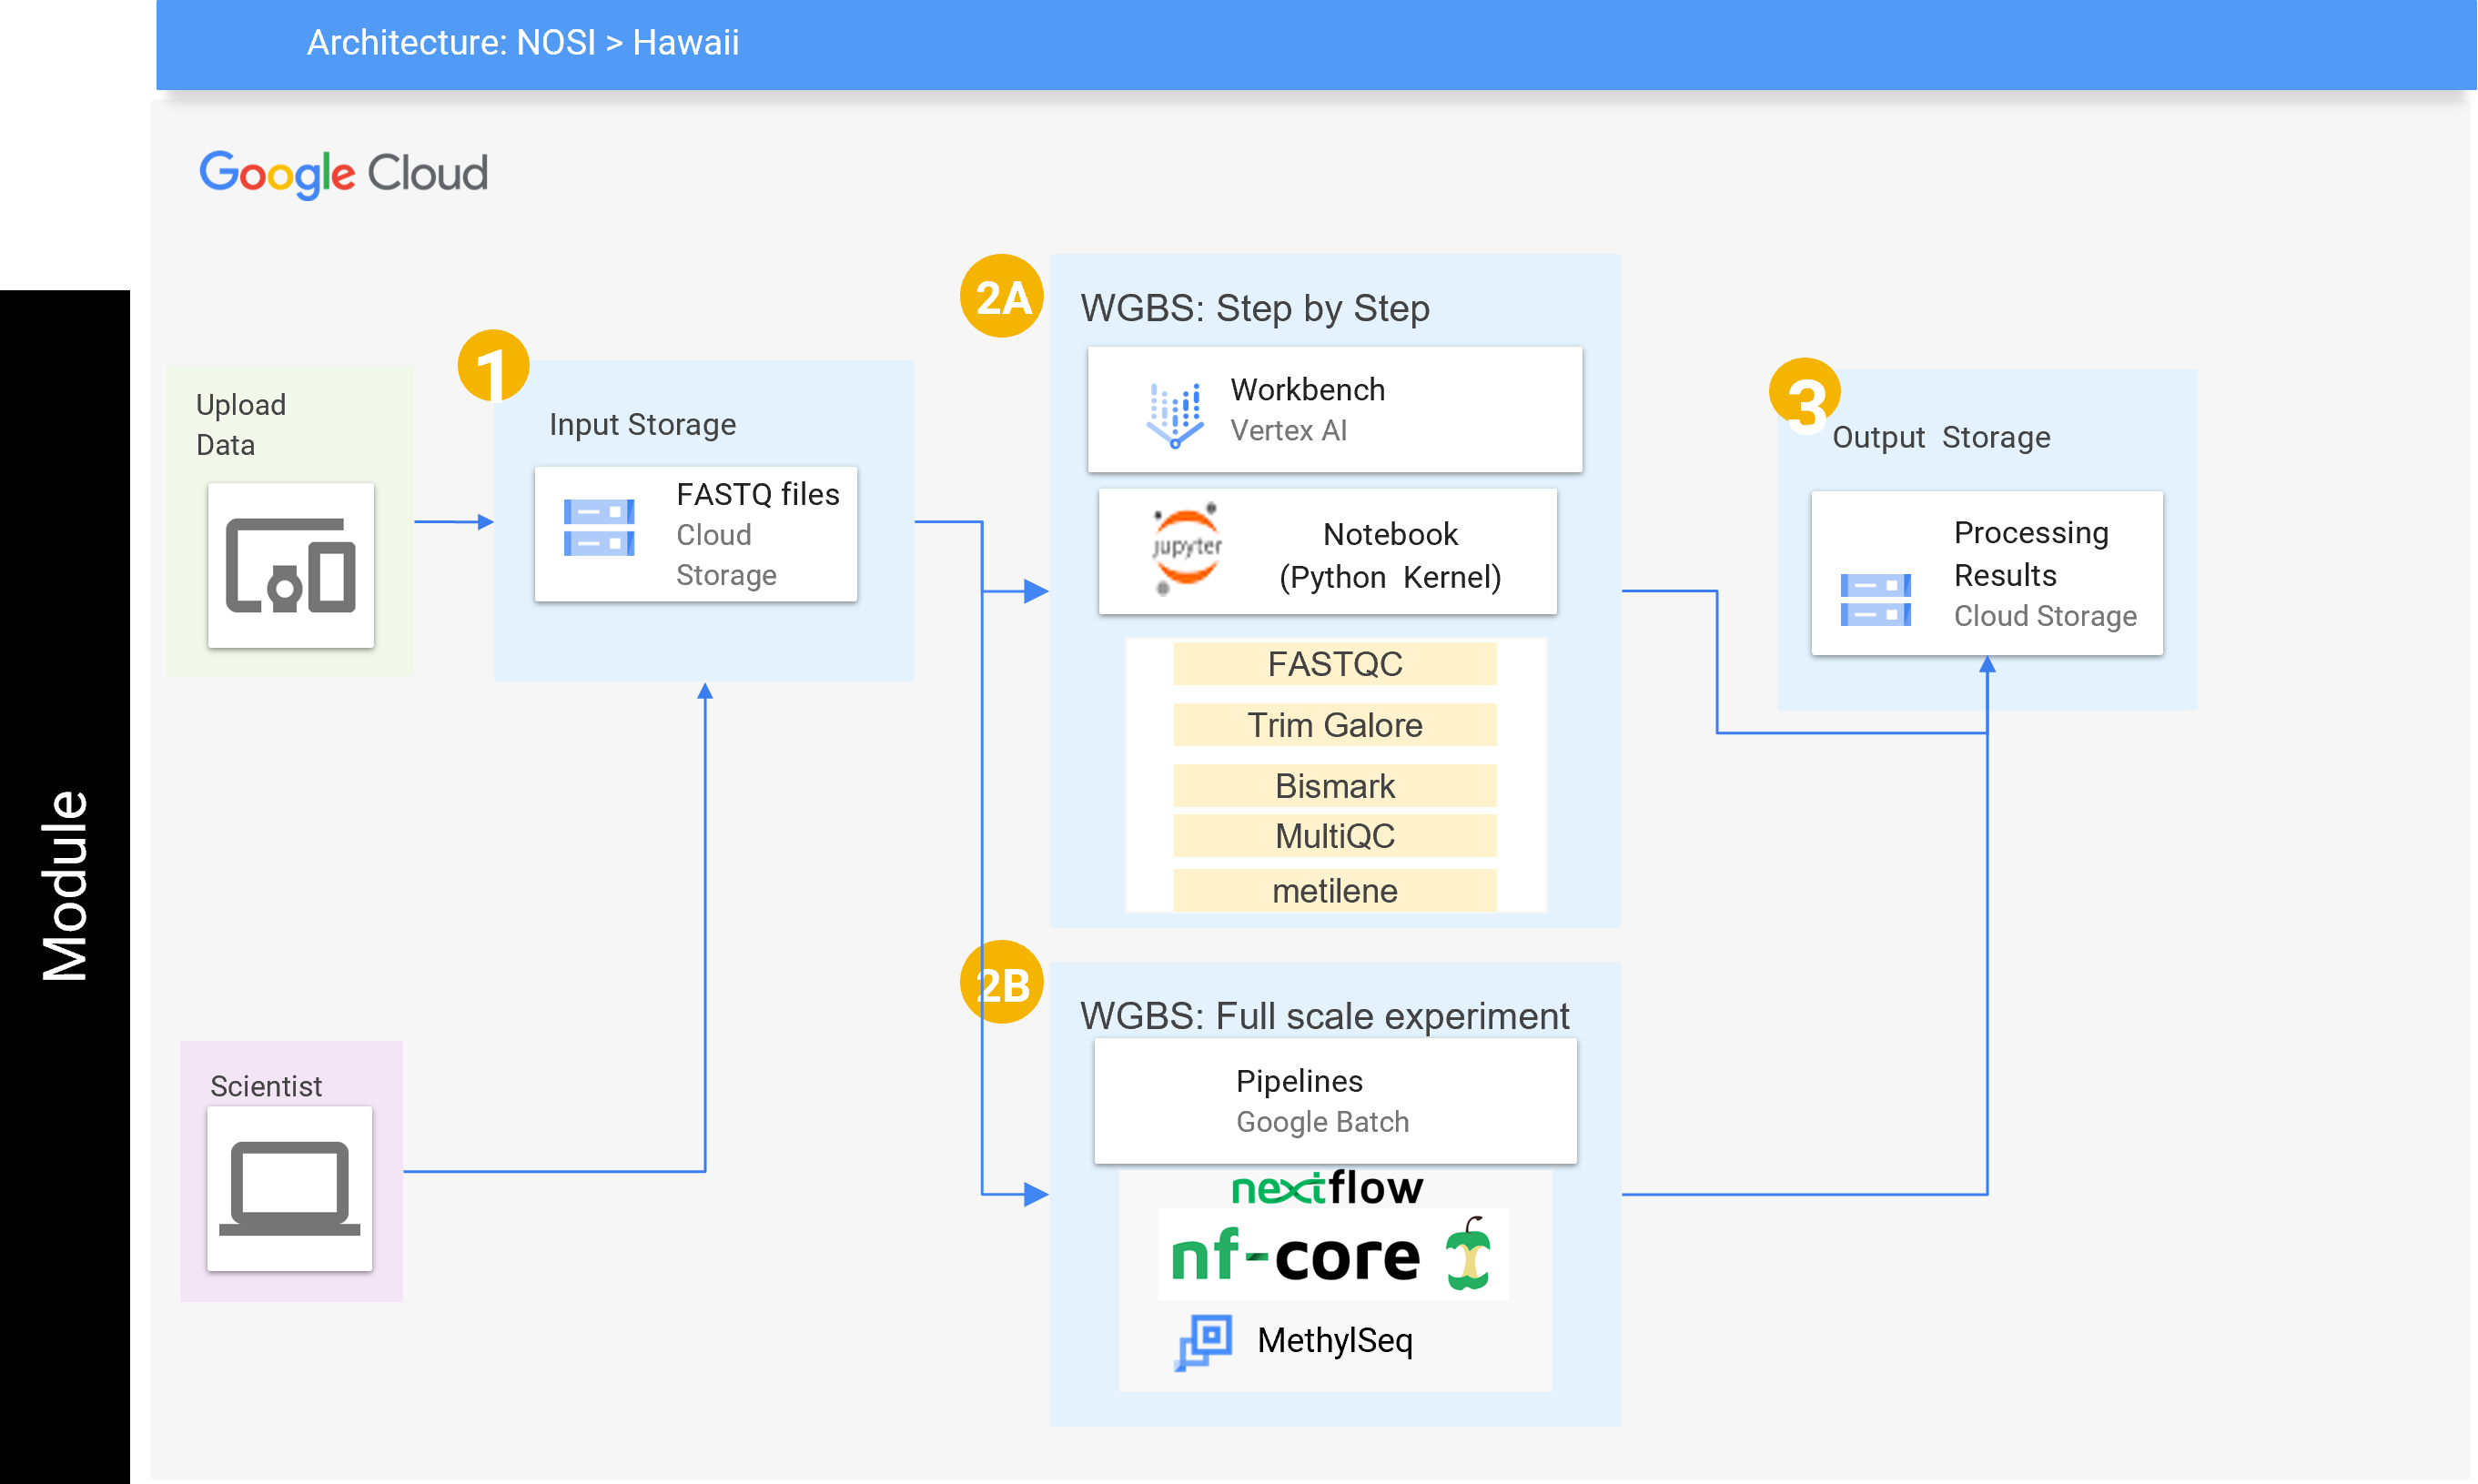 Architecture: NOSI > Hawaii
Google Cloud
Module
Upload
Data
1
Input Storage
FASTQ files
Cloud
Storage
Scientist
2A
WGBS: Step by Step
Workbench
Vertex AI
jupyter
Notebook
(Python Kernel)
FASTQC
Trim Galore
Bismark
MultiQC
metilene
2B
WGBS: Full scale experiment
Pipelines
Google Batch
nextflow
nf-core
MethylSeq
3
Output Storage
Processing
Results
Cloud Storage